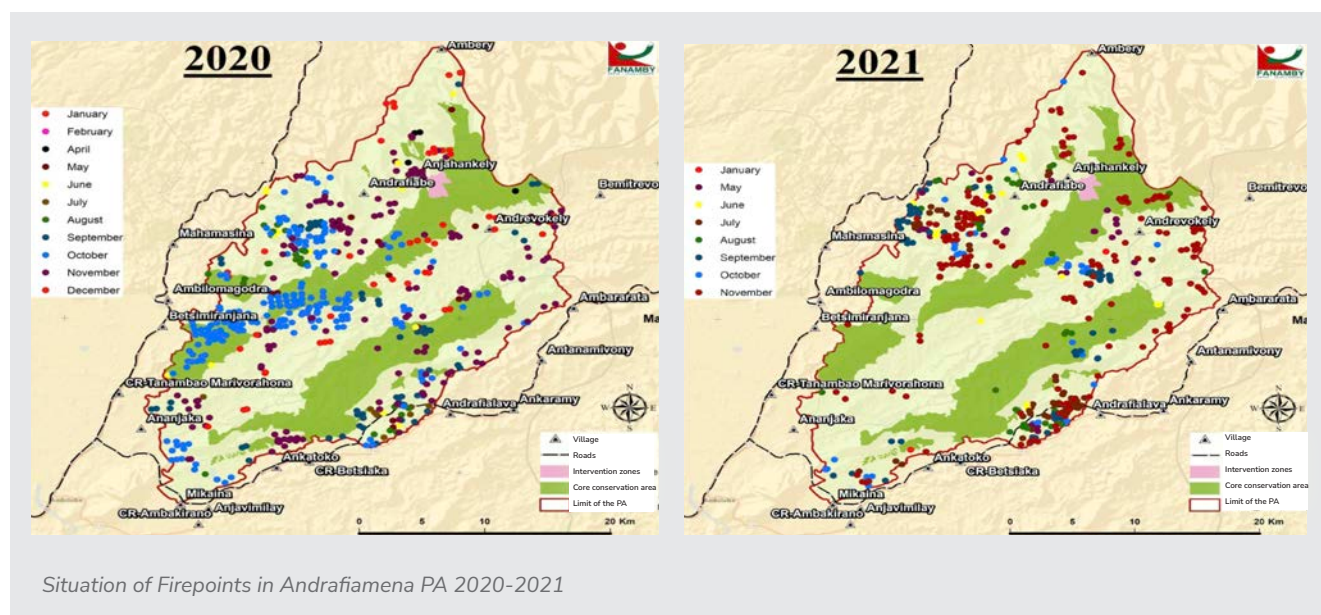 2020
Ambery
FANAMBY
January
February
April
May
June
July
August
September
October
November
December
Anjahankely
Andrafiabe
Bemitrevo
Andrevokely
Mahamasina
Ambilomagodra
Betsimiranjana
Ambararata
Ma
Antanamivony
CR-Tanambao Marivorahona
Ananjaka
Andrafialava
Ankaramy
N
W
E
S
Ankatoko
CR-Betsiaka
Mikaina
CR-Ambakirano
Anjavimilay
Village
Roads
Intervention zones
Core conservation area
Limit of the PA
0 5 10 20 Km
2021
Ambery
FANAMBY
January
May
June
July
August
September
October
November
Anjahankely
Andrafiabe
Bemitrevo
Andrevokely
Mahamasina
Ambilomagodra
Betsimiranjana
Ambararata
Ma
Antanamivony
CR-Tanambao Marivorahona
Ananjaka
Andrafialava
Ankaramy
N
W
E
S
Ankatoko
CR-Betsiaka
Mikaina
CR-Ambakirano
Anjavimilay
Village
Roads
Intervention zones
Core conservation area
Limit of the PA
0 5 10 20 Km
Situation of Firepoints in Andrafiamena PA 2020-2021